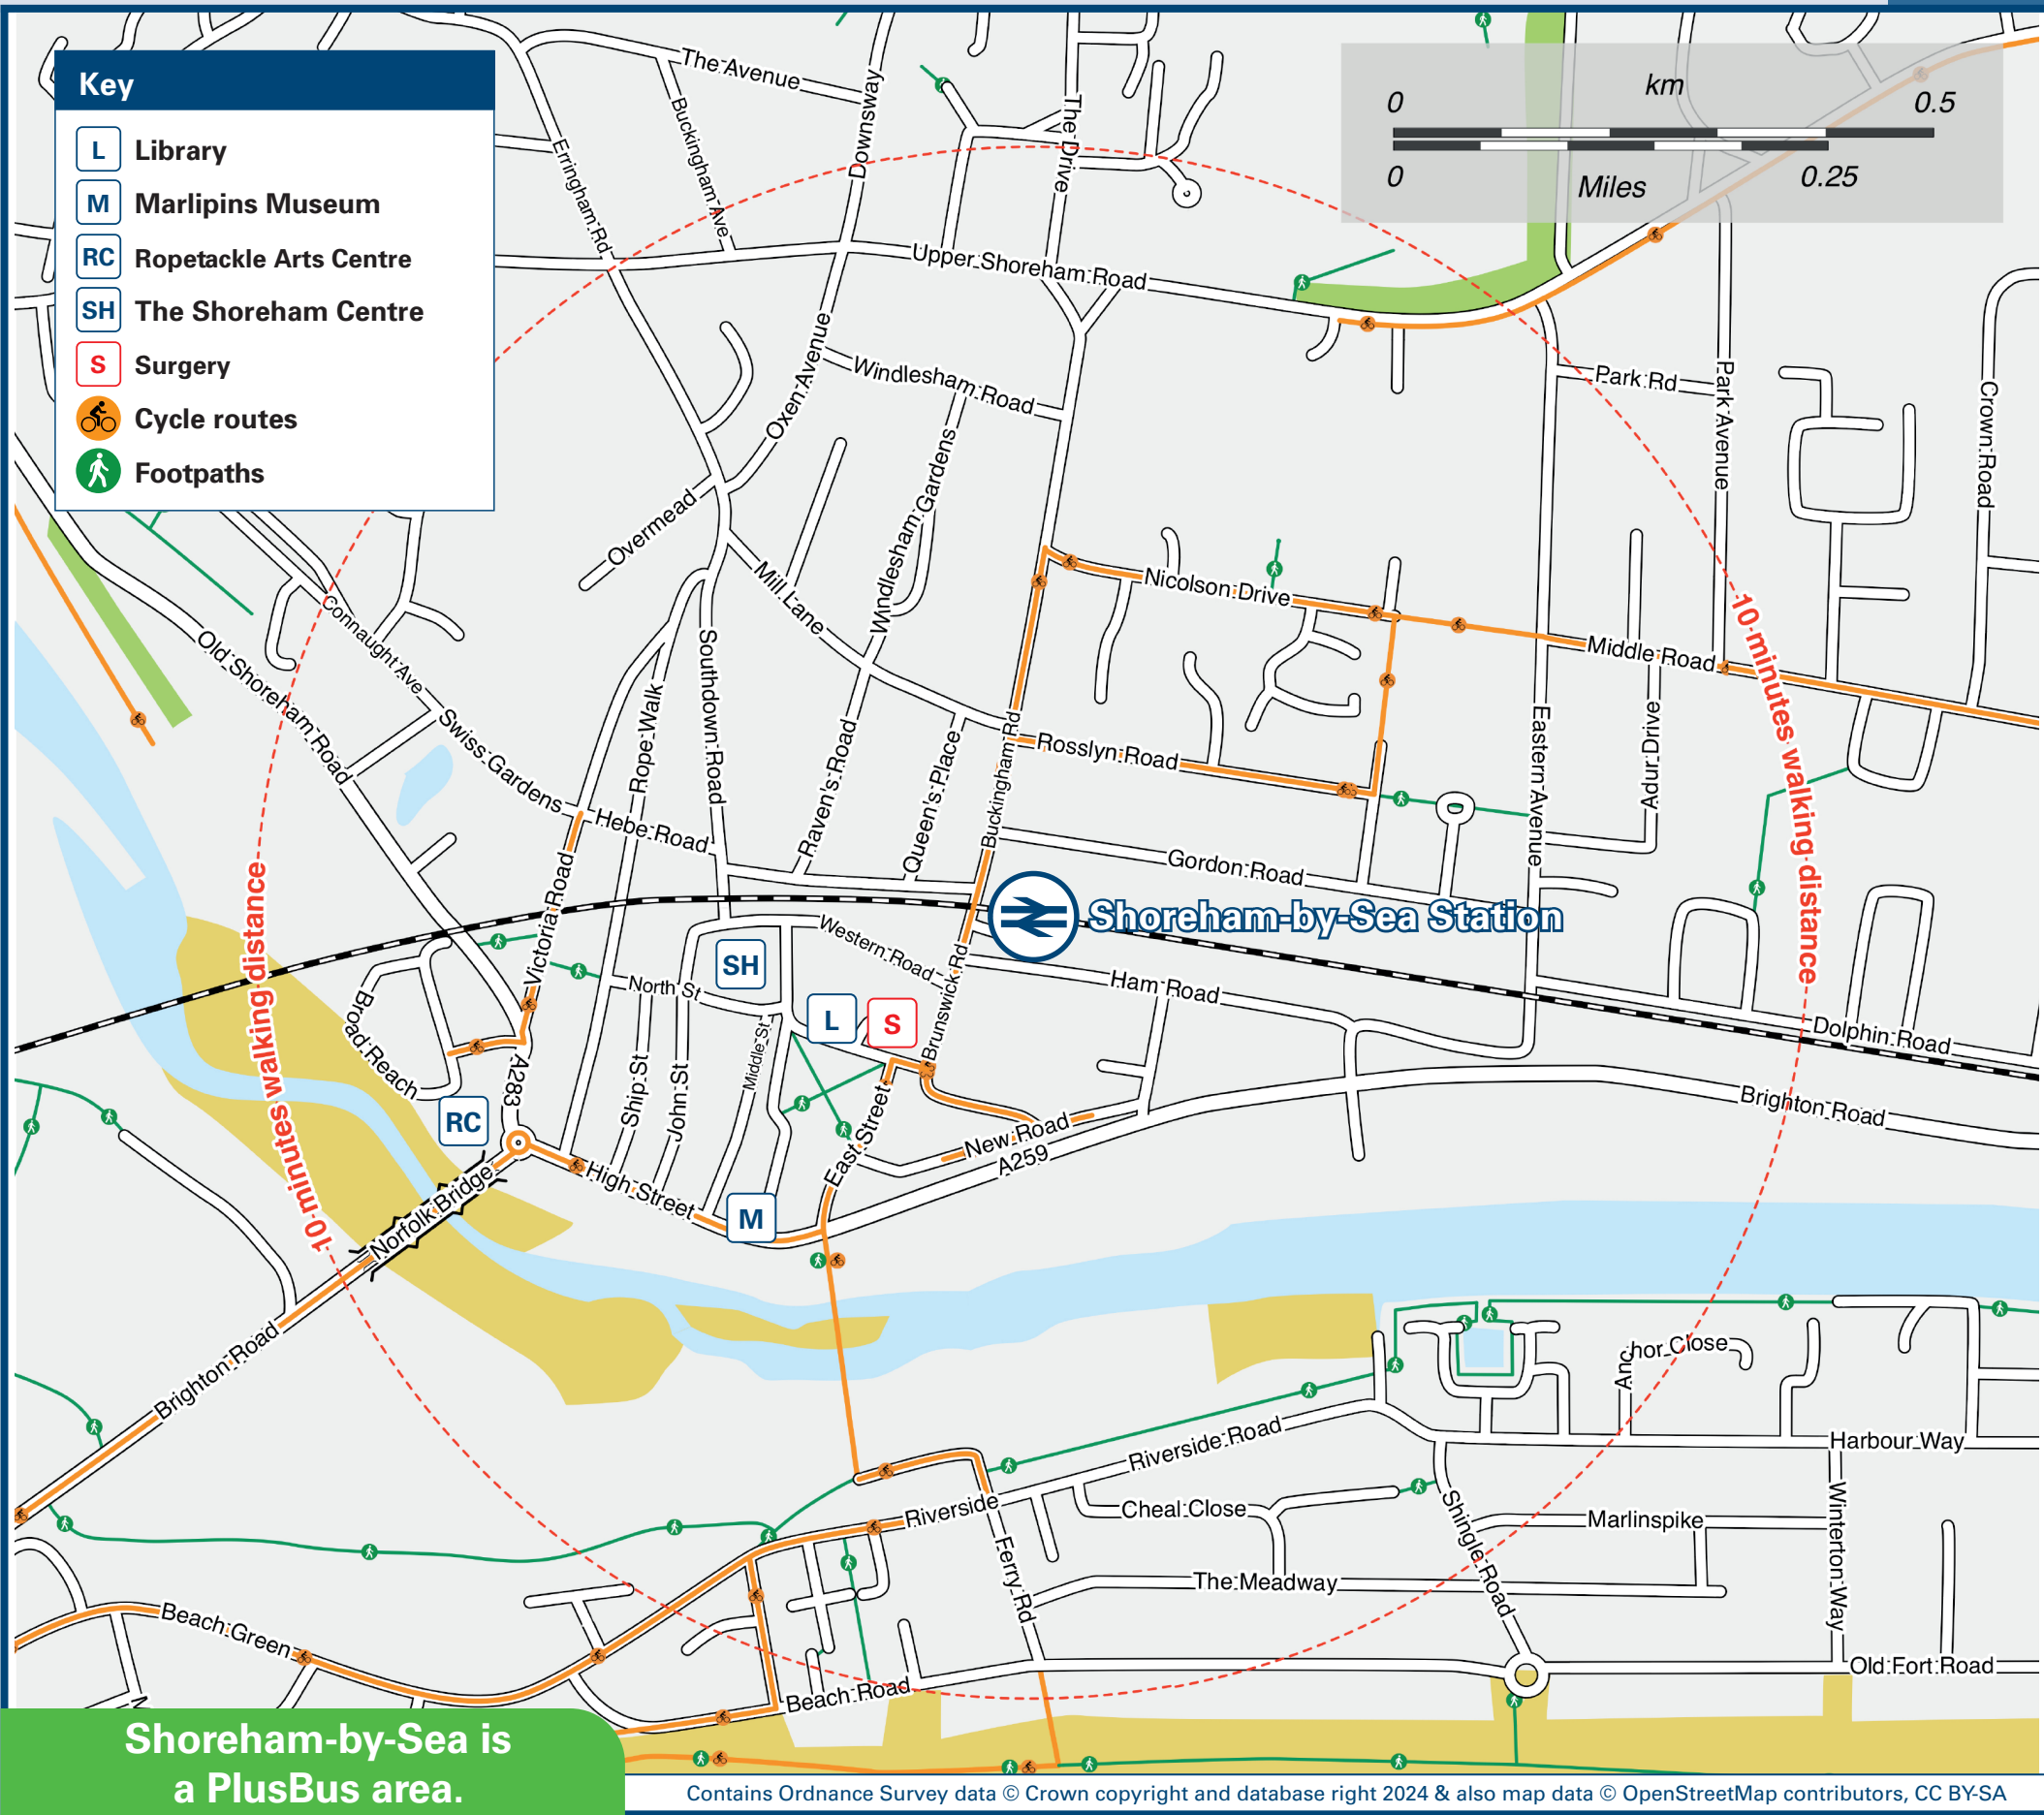 Key
L Library
M Marlipins Museum
RC Ropetackle Arts Centre
SH The Shoreham Centre
S Surgery
Cycle routes
Footpaths
km
0 0.5
0 0.25
Miles
The Avenue
Buckingham Ave
Downsway
The Drive
Erringham Rd
Upper Shoreham Road
Oxen Avenue
Windlesham Road
Windlesham Gardens
Park Rd
Park Avenue
Crown Road
Overmead
Mill Lane
Nicolson Drive
Middle Road
10 minutes walking distance
Connaught Ave
Old Shoreham Road
Swiss Gardens
Rope Walk
Southdown Road
Raven's Road
Queen's Place
Buckingham Rd
Rosslyn Road
Eastern Avenue
Adur Drive
Hebe Road
Gordon Road
Victoria Road
Shoreham-by-Sea Station
Western Road
SH
North St
Brunswick Rd
Ham Road
Dolphin Road
L
S
10 minutes walking distance
Broad Reach
A283
Middle St
Ship St
John St
East Street
RC
New Road
A259
Brighton Road
High Street
M
Norfolk Bridge
Brighton Road
Anchor Close
Riverside Road
Harbour Way
Riverside
Cheal Close
Shingle Road
Marlinspike
Winterton Way
Ferry Rd
The Meadway
Beach Green
Beach Road
Old Fort Road
Shoreham-by-Sea is
a PlusBus area.
Contains Ordnance Survey data © Crown copyright and database right 2024 & also map data © OpenStreetMap contributors, CC BY-SA